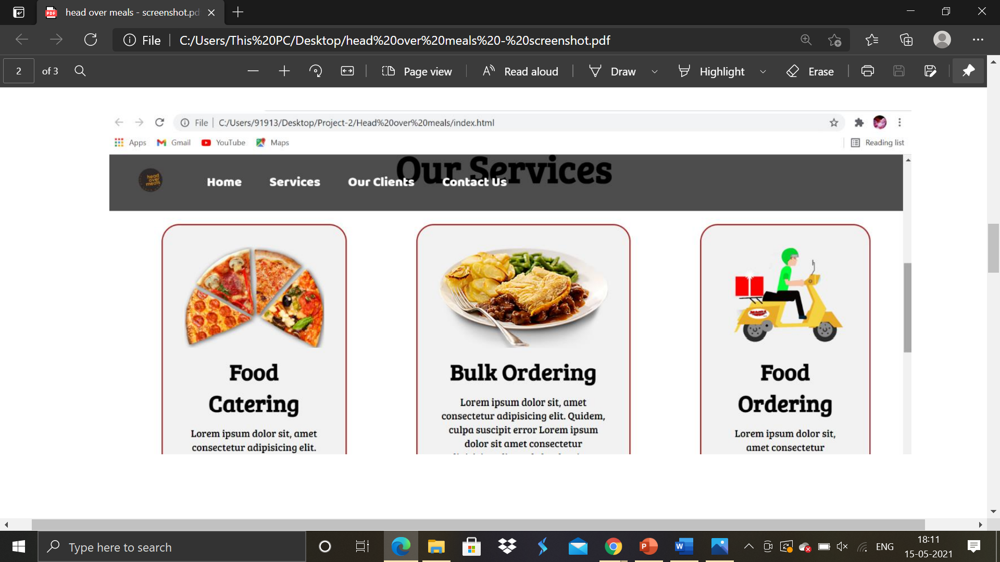 head over meals - screenshot.pd
File C:/Users/This%20PC/Desktop/head%20over%20meals%20-%20screenshot.pdf
2 of 3 Page view Read aloud Draw Highlight Erase
File C:/Users/91913/Desktop/Project-2/Head%20over%20meals/index.html
Apps Gmail YouTube Maps Reading list
Our Services
head
over
meals
Home Services Our Clients Contact Us
Food
Catering
Lorem ipsum dolor sit, amet
consectetur adipisicing elit.
Bulk Ordering
Lorem ipsum dolor sit, amet
consectetur adipisicing elit. Quidem,
culpa suscipit error Lorem ipsum
dolor sit amet consectetur
Food
Ordering
Lorem ipsum dolor sit,
amet consectetur
Type here to search
ENG
18:11
15-05-2021